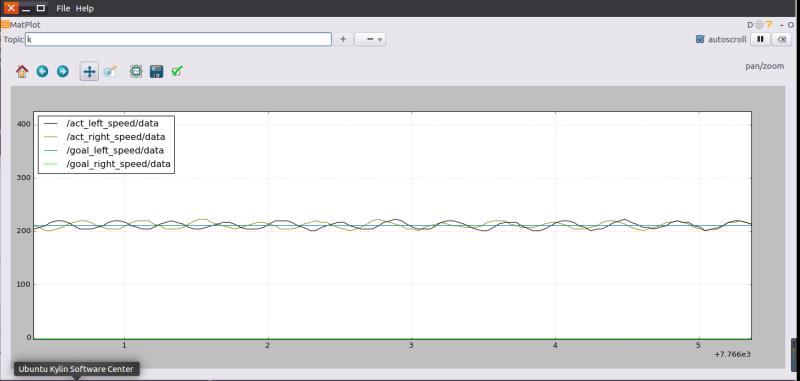 File Help
MatPlot
D ? - O
Topic k
autoscroll
pan/zoom
400
/act_left_speed/data
/act_right_speed/data
/goal_left_speed/data
/goal_right_speed/data
300
200
100
0
1 2 3 4 5
+7.766e3
Ubuntu Kylin Software Center